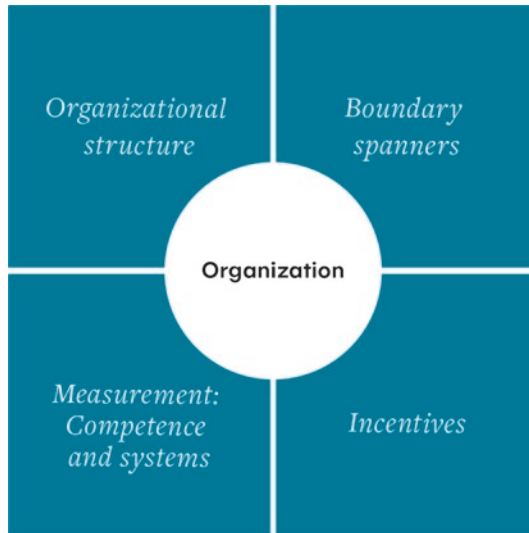 Organizational
structure
Boundary
spanners
Organization
Measurement:
Competence
and systems
Incentives